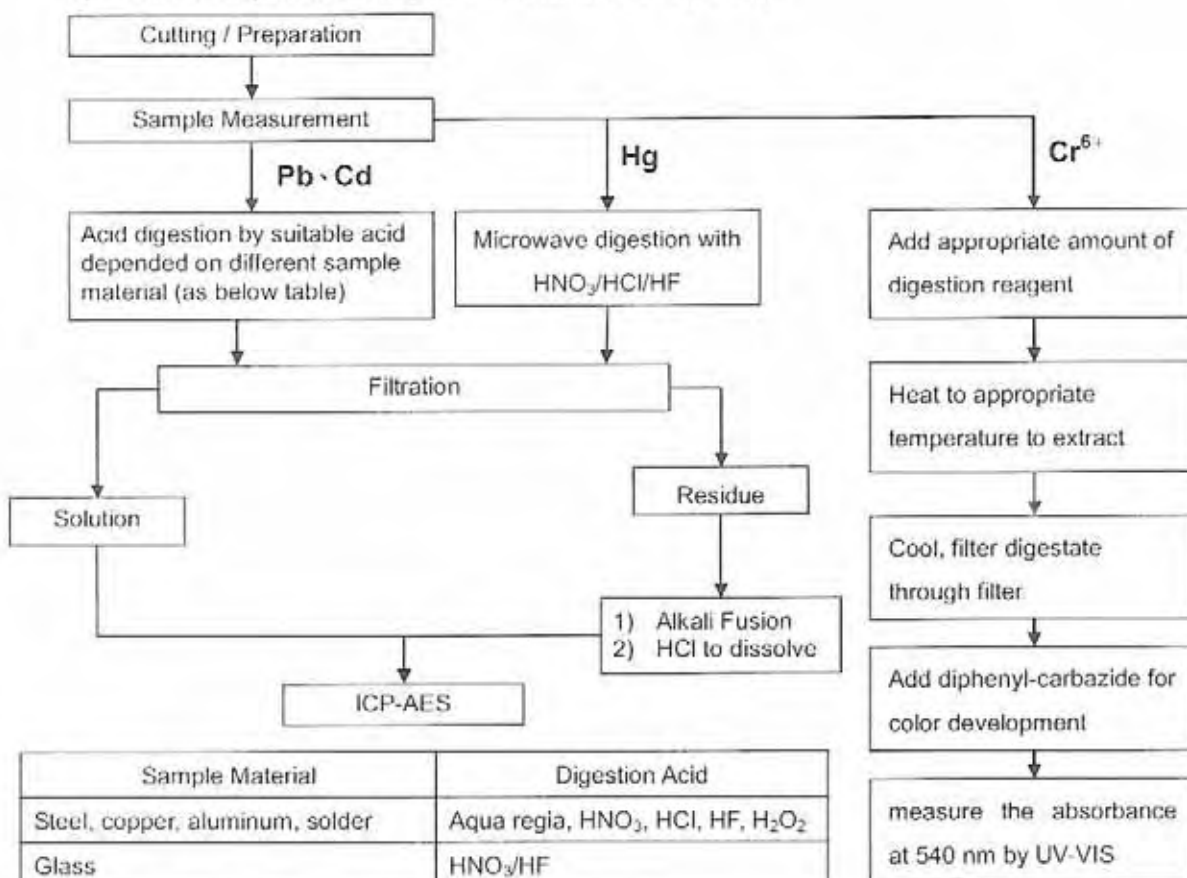 Cutting / Preparation
Sample Measurement
Pb、Cd
Hg
Cr⁶⁺
Acid digestion by suitable acid
depended on different sample
material (as below table)
Microwave digestion with
HNO₃/HCl/HF
Add appropriate amount of
digestion reagent
Filtration
Heat to appropriate
temperature to extract
Solution
Residue
Cool, filter digestate
through filter
1) Alkali Fusion
2) HCl to dissolve
ICP-AES
Add diphenyl-carbazide for
color development
Sample Material Digestion Acid
Steel, copper, aluminum, solder Aqua regia, HNO₃, HCl, HF, H₂O₂
Glass HNO₃/HF
measure the absorbance
at 540 nm by UV-VIS